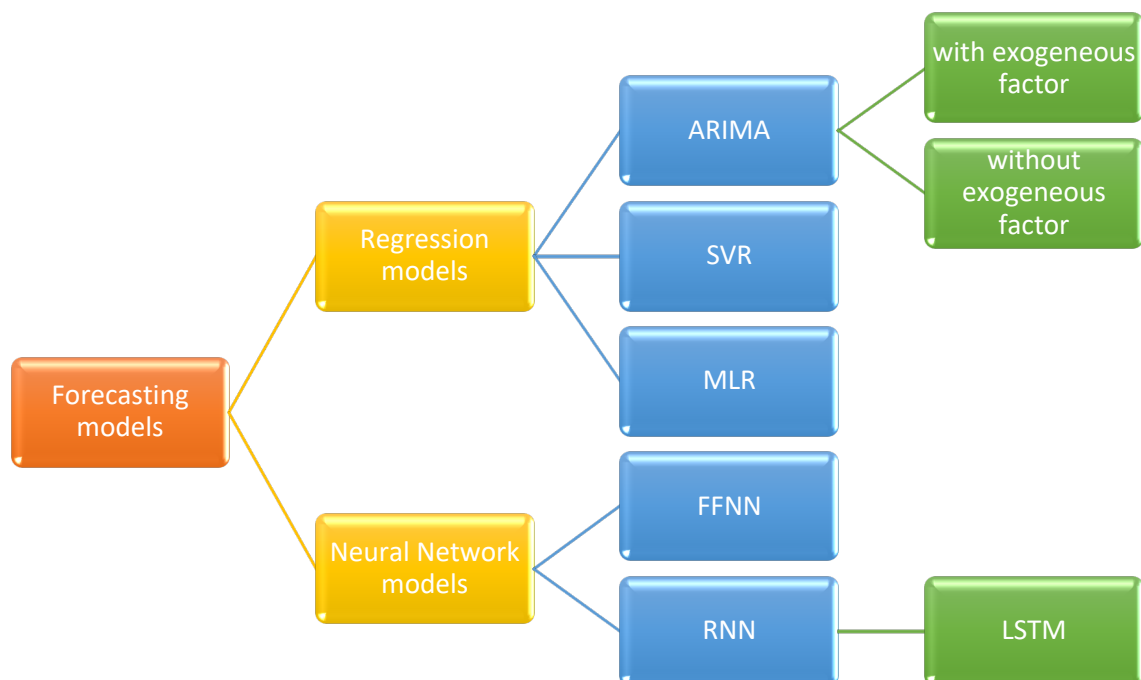 with exogeneous
factor
ARIMA
without
exogeneous
factor
Regression
models
SVR
MLR
Forecasting
models
FFNN
Neural Network
models
RNN
LSTM